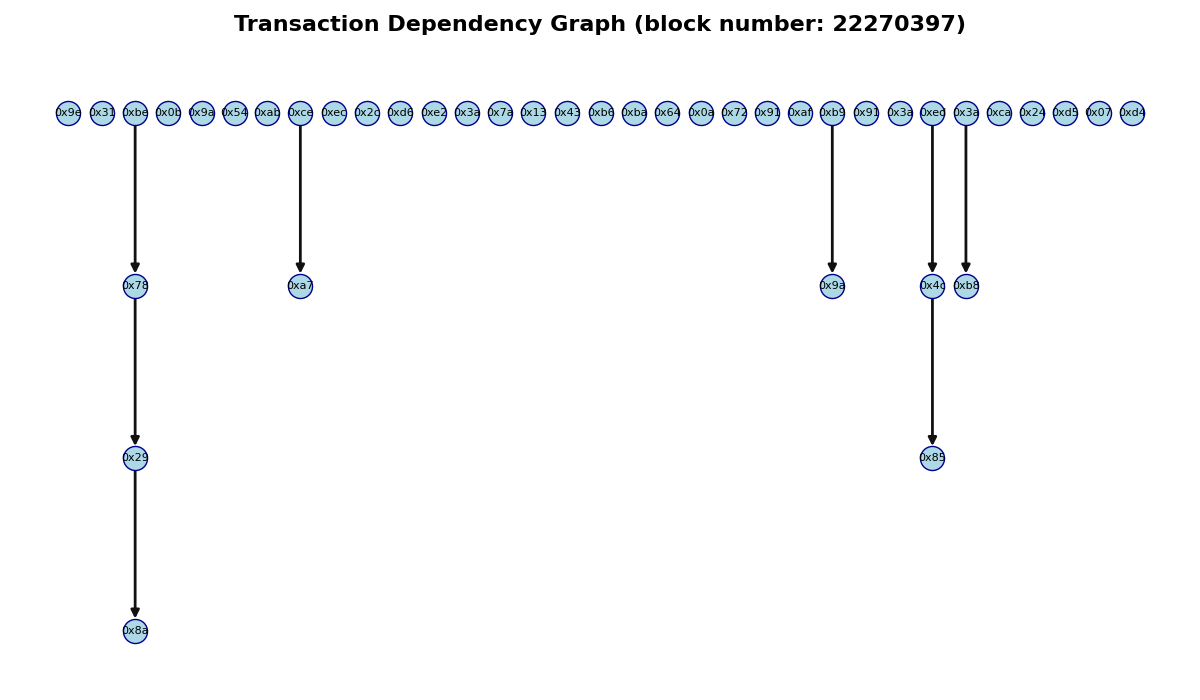 Transaction Dependency Graph (block number: 22270397)
0x9e 0x31 0xbe 0x0b 0x9a 0x54 0xab 0xce 0xec 0x2c 0xd6 0xe2 0x3a 0x7a 0x13 0x43 0xb6 0xba 0x64 0x0a 0x72 0x91 0xaf 0xb9 0x91 0x3a 0xed 0x3a 0xca 0x24 0xd5 0x07 0xd4
0x78 0xa7 0x9a 0x4c 0xb8
0x29 0x85
0x8a